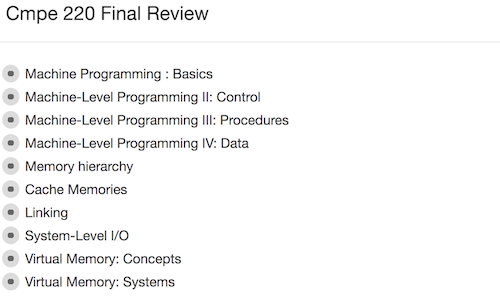 Cmpe 220 Final Review
Machine Programming : Basics
Machine-Level Programming II: Control
Machine-Level Programming III: Procedures
Machine-Level Programming IV: Data
Memory hierarchy
Cache Memories
Linking
System-Level I/O
Virtual Memory: Concepts
Virtual Memory: Systems